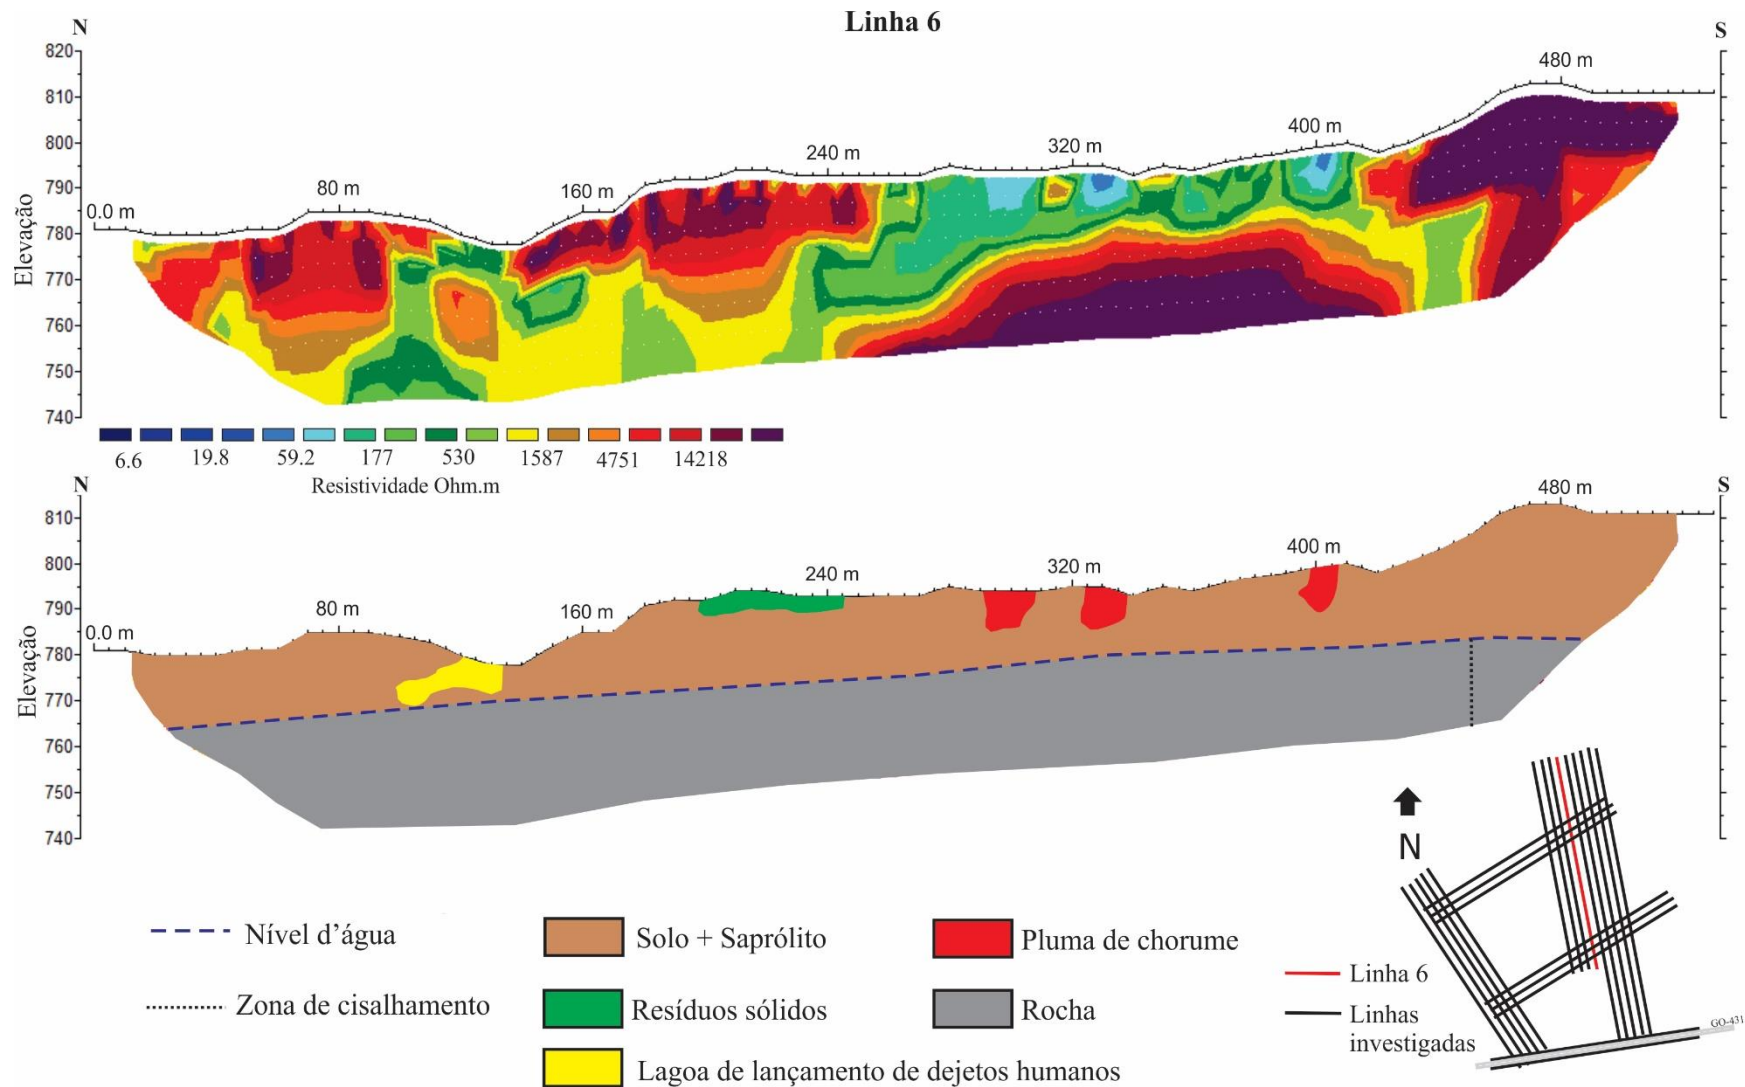 Linha 6
N
S
820
810
800
790
780
770
760
750
740
Elevação
0.0 m
80 m
160 m
240 m
320 m
400 m
480 m
6.6 19.8 59.2 177 530 1587 4751 14218
Resistividade Ohm.m
N
S
810
800
790
780
770
760
750
740
Elevação
0.0 m
80 m
160 m
240 m
320 m
400 m
480 m
Nível d'água
Zona de cisalhamento
Solo + Saprólito
Resíduos sólidos
Lagoa de lançamento de dejetos humanos
Pluma de chorume
Rocha
N
Linha 6
Linhas
investigadas
GO-431